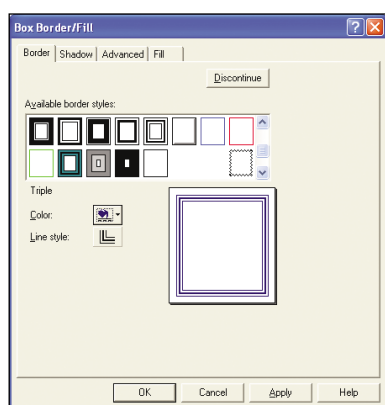 Box Border/Fill
Border Shadow Advanced Fill
Discontinue
Available border styles:
Triple
Color:
Line style:
OK Cancel Apply Help